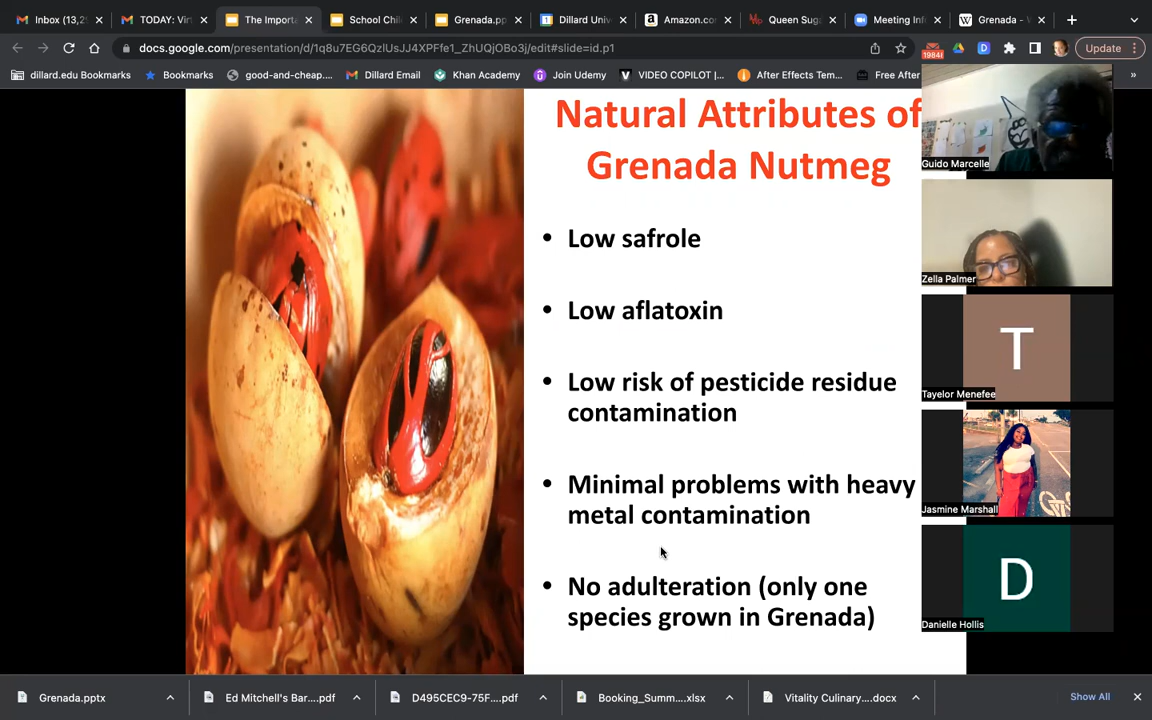 Inbox (13,2
TODAY: Vir
The Importa
School Chil
Grenada.pp
Dillard Univ
Amazon.co
Queen Sug
Meeting Inf
Grenada - W
docs.google.com/presentation/d/1q8u7EG6QzlUsJJ4XPFfe1_ZhUQjOBo3j/edit#slide=id.p1
1984!
Update
dillard.edu Bookmarks
Bookmarks
good-and-cheap....
Dillard Email
Khan Academy
Join Udemy
VIDEO COPILOT |...
After Effects Tem...
Free After
»
Natural Attributes of
Grenada Nutmeg
• Low safrole
• Low aflatoxin
• Low risk of pesticide residue
contamination
• Minimal problems with heavy
metal contamination
• No adulteration (only one
species grown in Grenada)
Guido Marcelle
Zella Palmer
T
Tayelor Menefee
Jasmine Marshall
D
Danielle Hollis
Grenada.pptx
Ed Mitchell's Bar....pdf
D495CEC9-75F....pdf
Booking_Summ....xlsx
Vitality Culinary....docx
Show All